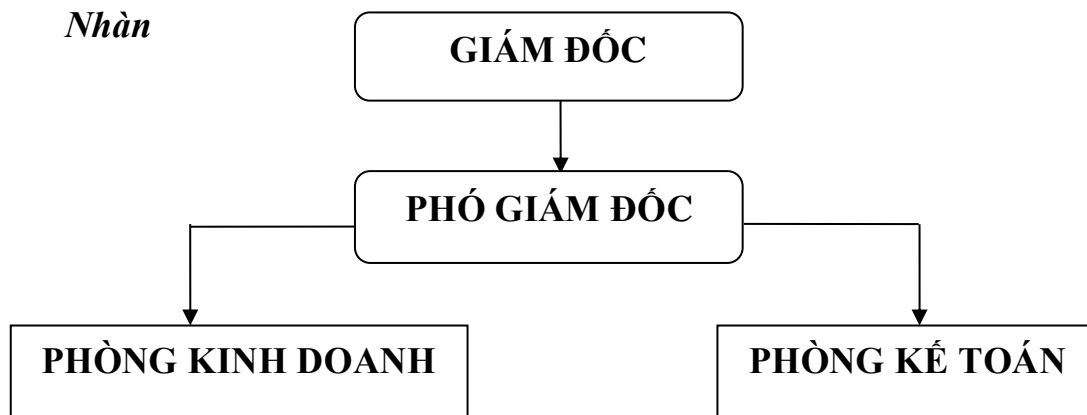 Nhàn
GIÁM ĐỐC
PHÓ GIÁM ĐỐC
PHÒNG KINH DOANH
PHÒNG KẾ TOÁN